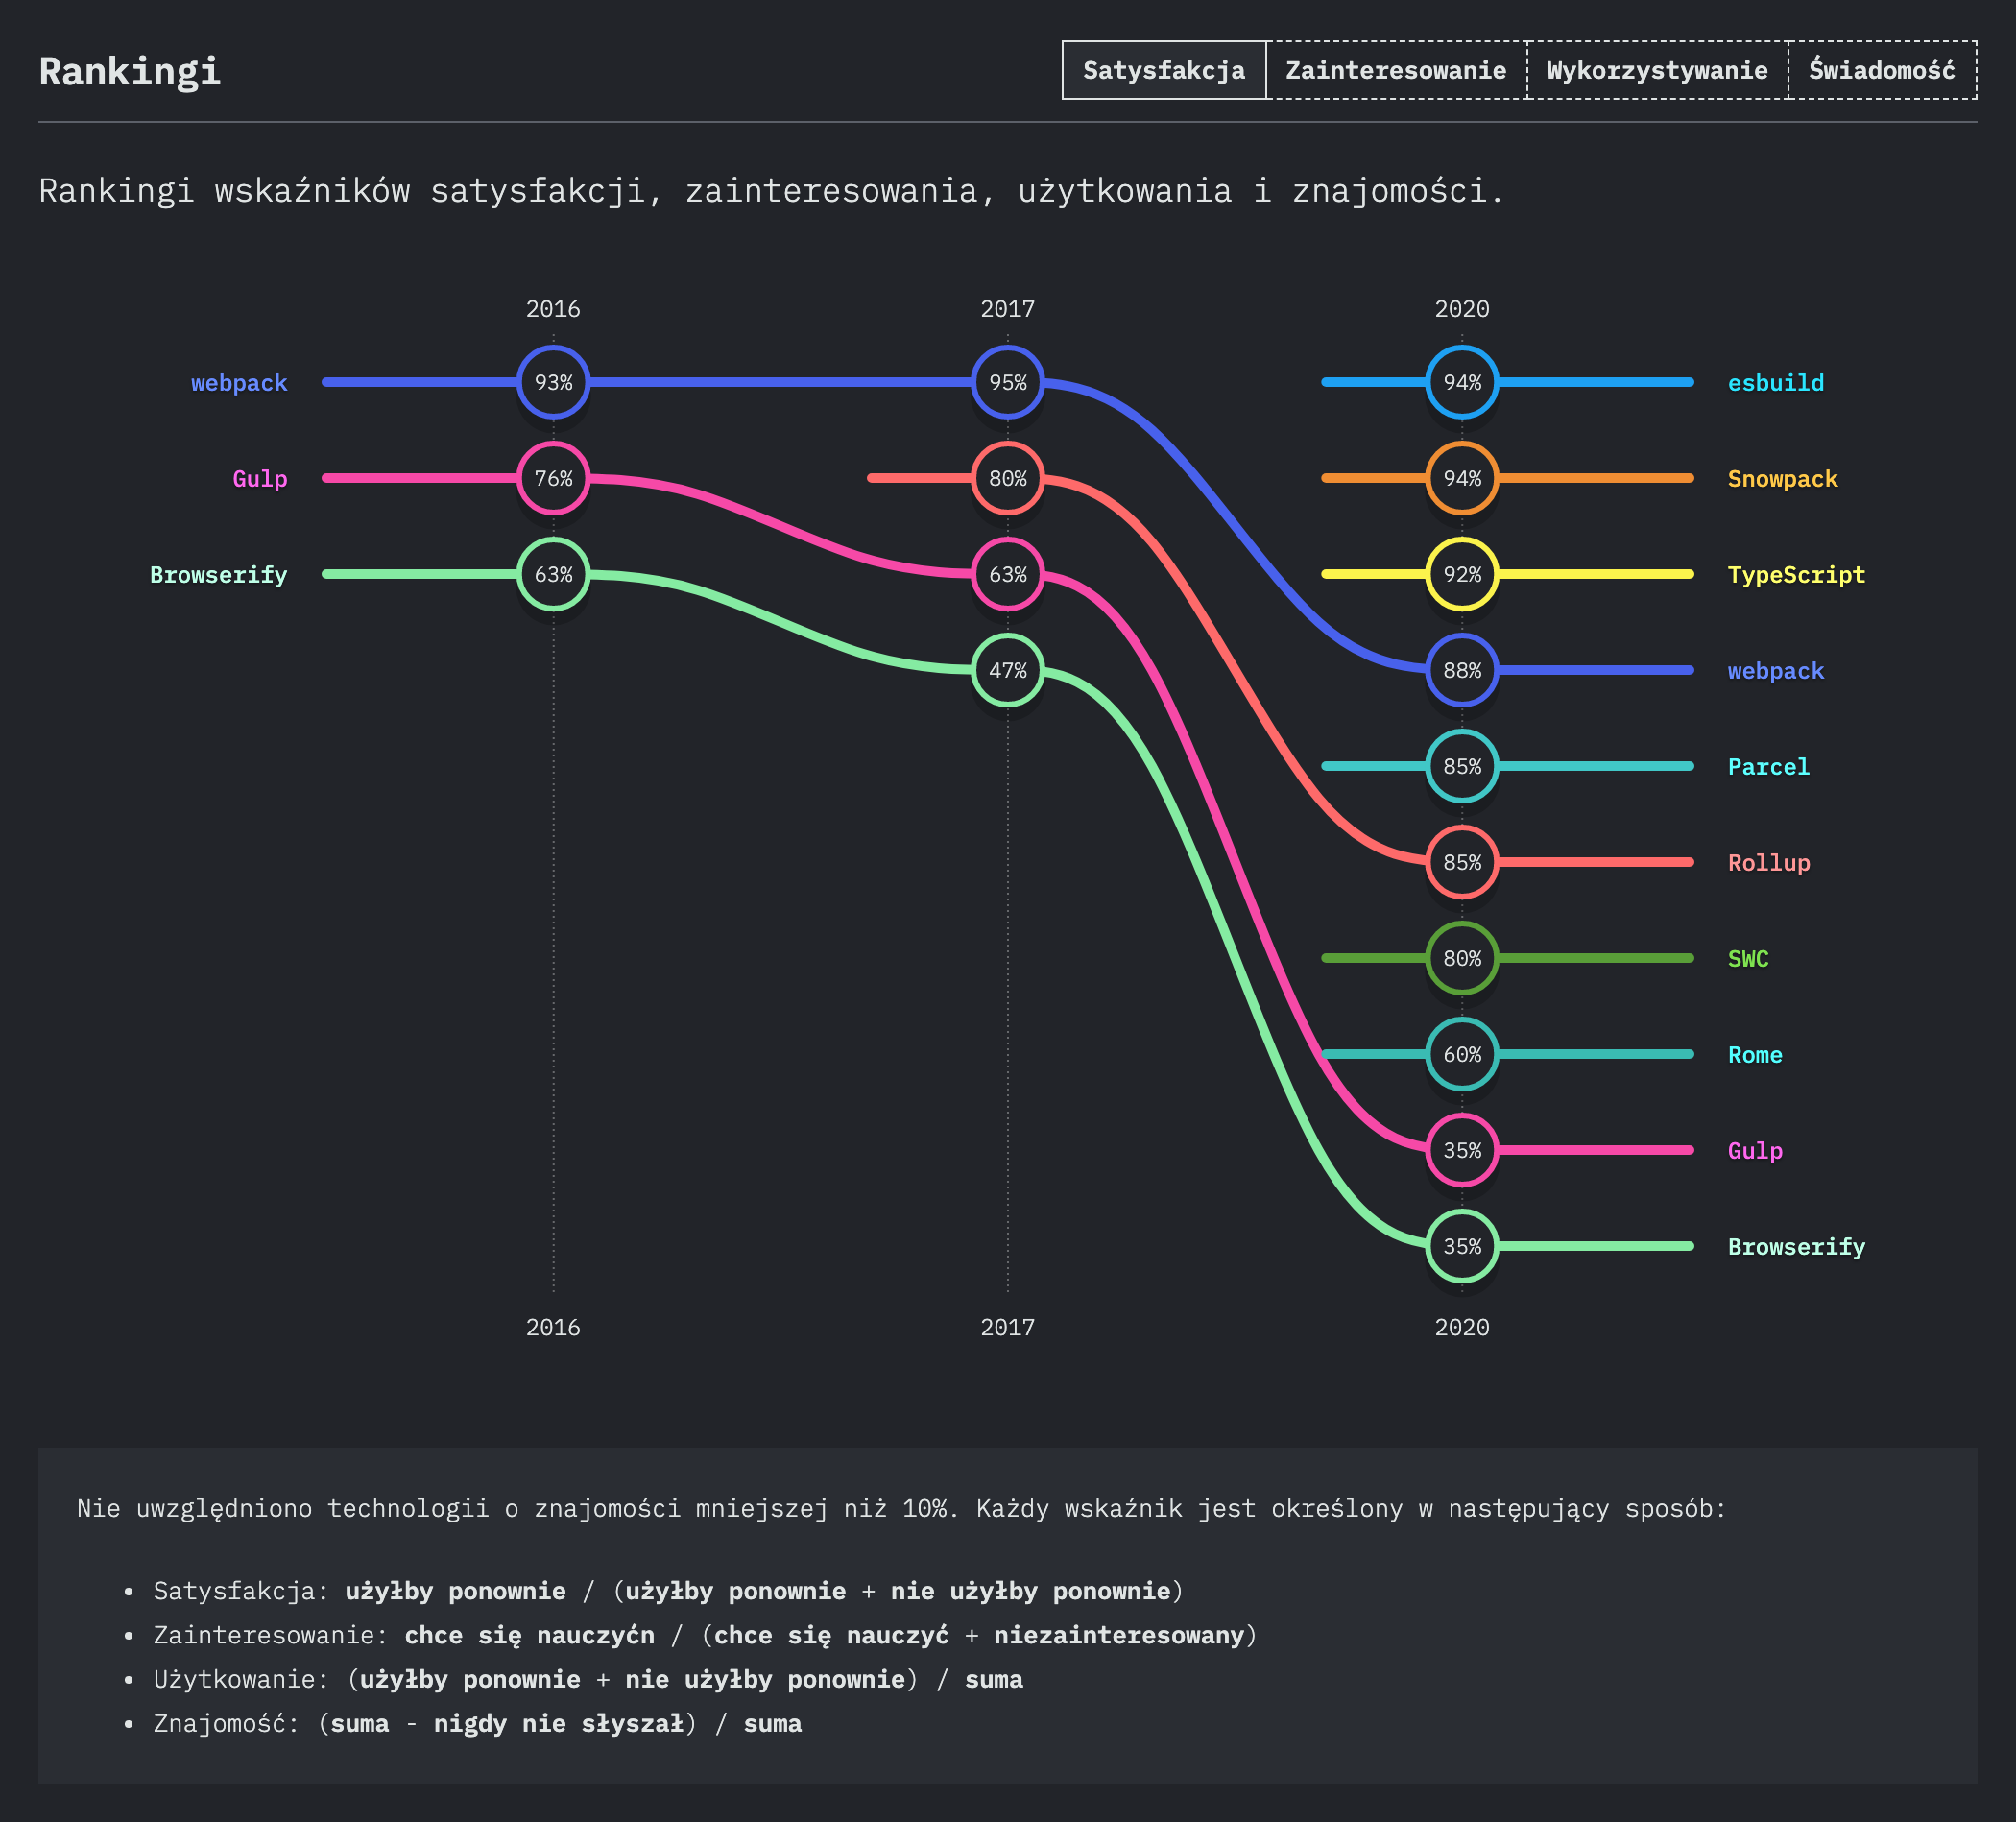 Rankingi
Satysfakcja Zainteresowanie Wykorzystywanie Świadomość
Rankingi wskaźników satysfakcji, zainteresowania, użytkowania i znajomości.
2016 2017 2020
webpack 93% 95% 94% esbuild
Gulp 76% 80% 94% Snowpack
Browserify 63% 63% 92% TypeScript
47% 88% webpack
85% Parcel
85% Rollup
80% SWC
60% Rome
35% Gulp
35% Browserify
2016 2017 2020
Nie uwzględniono technologii o znajomości mniejszej niż 10%. Każdy wskaźnik jest określony w następujący sposób:
• Satysfakcja: użyłby ponownie / (użyłby ponownie + nie użyłby ponownie)
• Zainteresowanie: chce się nauczyćn / (chce się nauczyć + niezainteresowany)
• Użytkowanie: (użyłby ponownie + nie użyłby ponownie) / suma
• Znajomość: (suma - nigdy nie słyszał) / suma